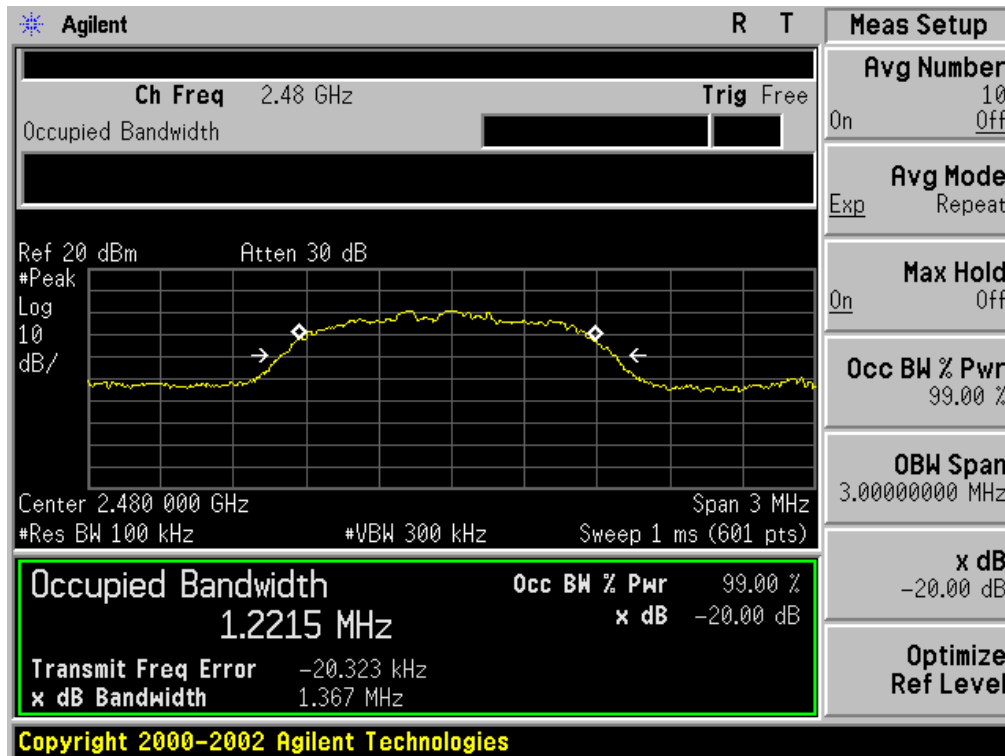 Agilent R T
Ch Freq 2.48 GHz Trig Free
Occupied Bandwidth
Ref 20 dBm Atten 30 dB
#Peak
Log
10
dB/
Center 2.480 000 GHz Span 3 MHz
#Res BW 100 kHz #VBW 300 kHz Sweep 1 ms (601 pts)
Occupied Bandwidth Occ BW % Pwr 99.00 %
1.2215 MHz x dB -20.00 dB
Transmit Freq Error -20.323 kHz
x dB Bandwidth 1.367 MHz
Copyright 2000-2002 Agilent Technologies
Meas Setup
Avg Number
10
On Off
Avg Mode
Exp Repeat
Max Hold
On Off
Occ BW % Pwr
99.00 %
OBW Span
3.00000000 MHz
x dB
-20.00 dB
Optimize
Ref Level